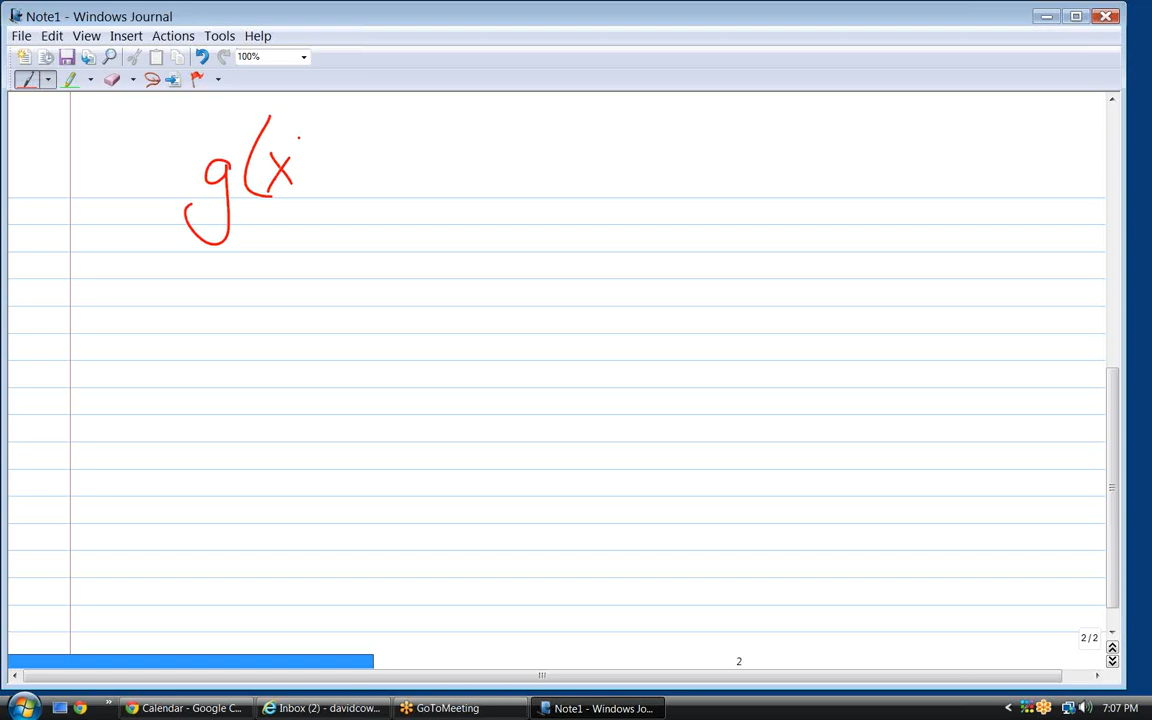 Note1 - Windows Journal
File Edit View Insert Actions Tools Help
100%
g(x
2/2
2
» Calendar - Google C... Inbox (2) - davidcow... GoToMeeting Note1 - Windows Jo... 7:07 PM